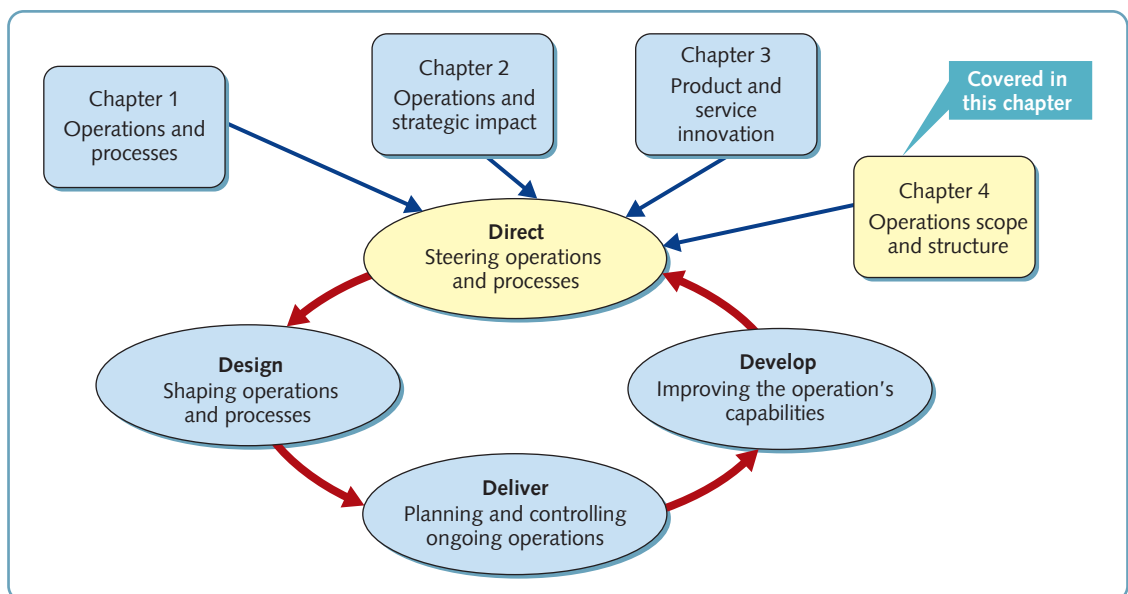 Chapter 1
Operations and
processes
Chapter 2
Operations and
strategic impact
Chapter 3
Product and
service
innovation
Covered in
this chapter
Chapter 4
Operations scope
and structure
Direct
Steering operations
and processes
Design
Shaping operations
and processes
Develop
Improving the operation's
capabilities
Deliver
Planning and controlling
ongoing operations